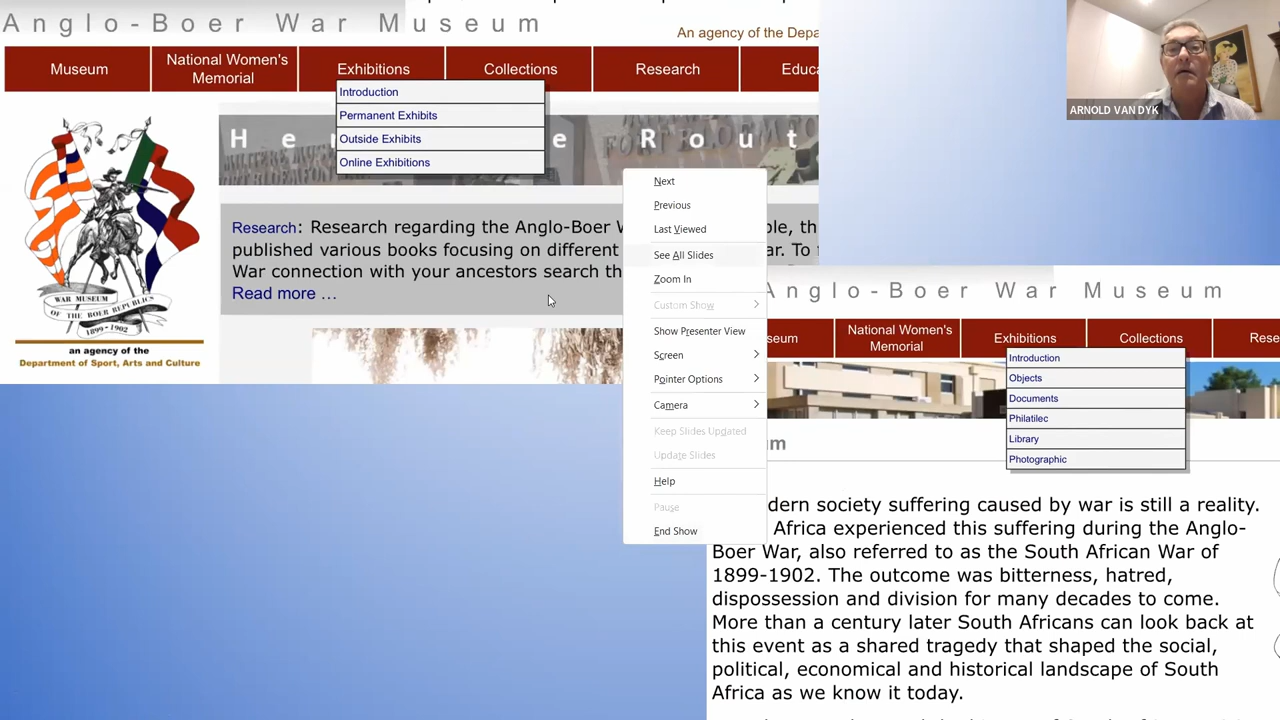 Anglo-Boer War Museum
An agency of the Depa
Museum
National Women's
Memorial
Exhibitions
Collections
Research
Educa
Introduction
Permanent Exhibits
Outside Exhibits
Online Exhibitions
ARNOLD VAN DYK
Research: Research regarding the Anglo-Boer
published various books focusing on different
War connection with your ancestors search
Read more …
WAR MUSEUM
OF THE BOER REPUBLICS
1899-1902
an agency of the
Department of Sport, Arts and Culture
Next
Previous
Last Viewed
See All Slides
Zoom In
Custom Show
Show Presenter View
Screen
Pointer Options
Camera
Keep Slides Updated
Update Slides
Help
Pause
End Show
Anglo-Boer War Museum
seum
National Women's
Memorial
Exhibitions
Collections
Rese
Introduction
Objects
Documents
Philatilec
Library
Photographic
um
dern society suffering caused by war is still a reality.
Africa experienced this suffering during the Anglo-
Boer War, also referred to as the South African War of
1899-1902. The outcome was bitterness, hatred,
dispossession and division for many decades to come.
More than a century later South Africans can look back at
this event as a shared tragedy that shaped the social,
political, economical and historical landscape of South
Africa as we know it today.